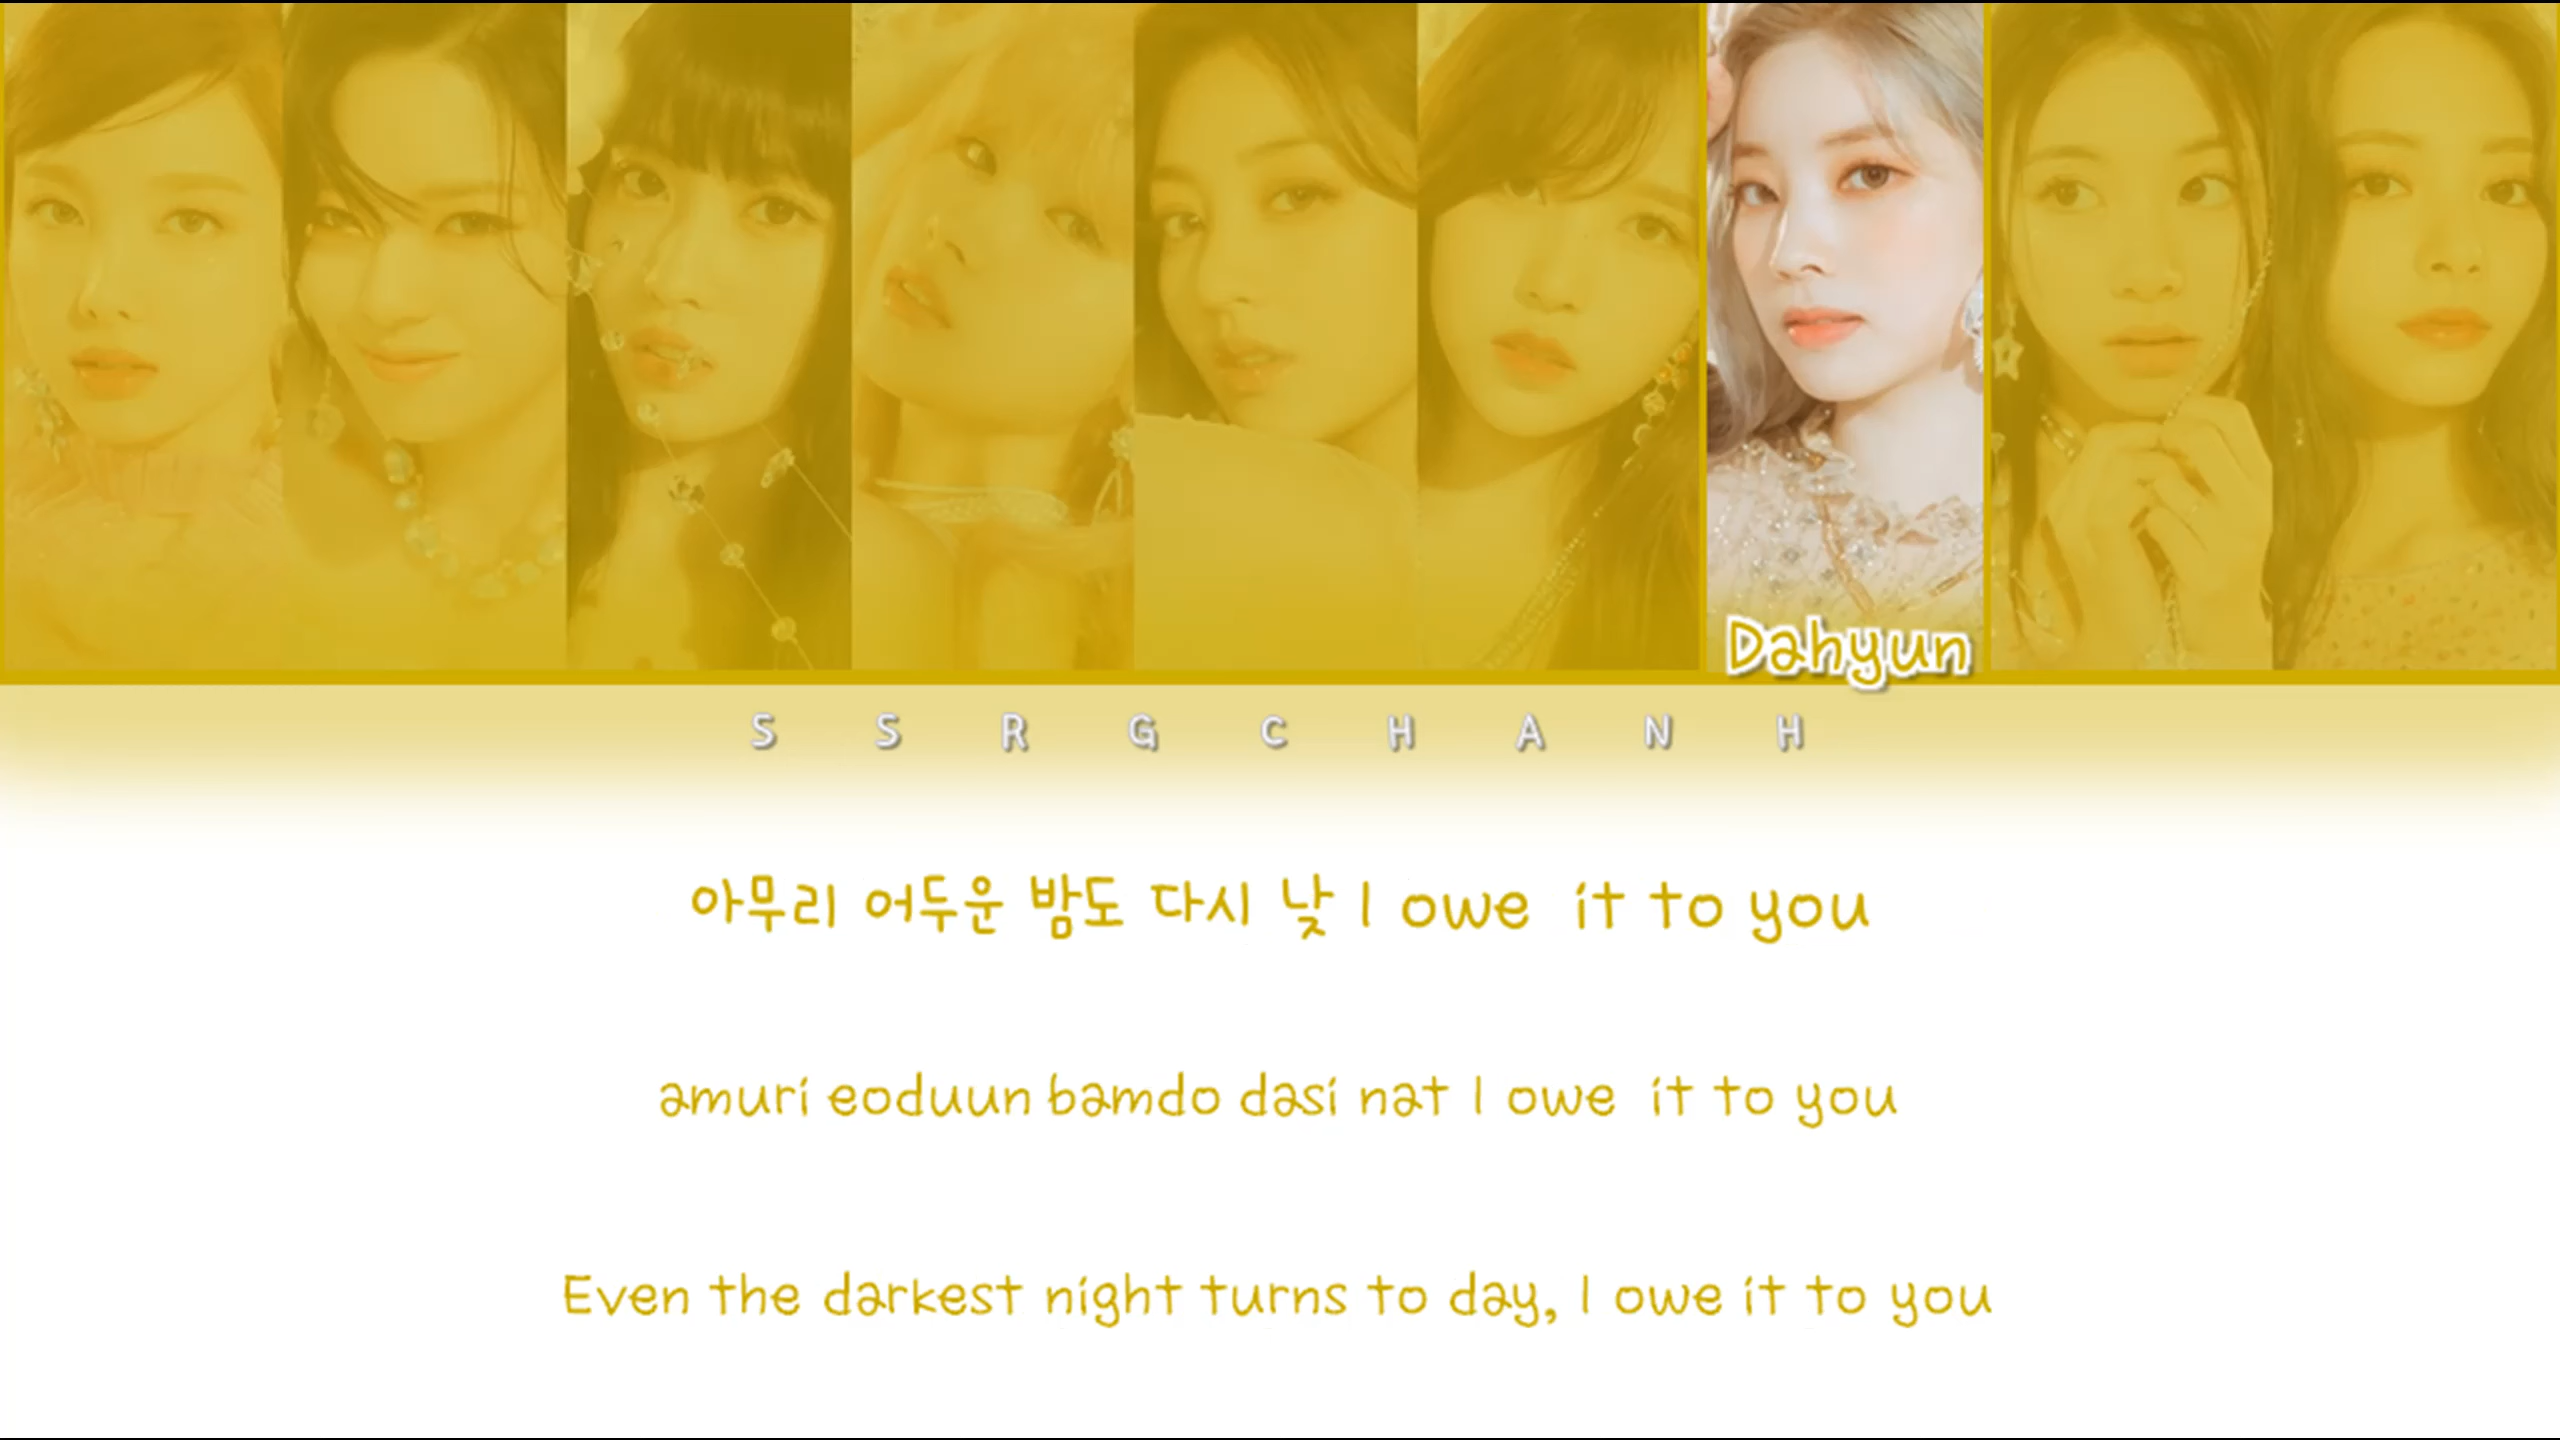 Dahyun
S S R G C H A N H
아무리 어두운 밤도 다시 낮 I owe it to you
amuri eoduun bamdo dasi nat I owe it to you
Even the darkest night turns to day, I owe it to you